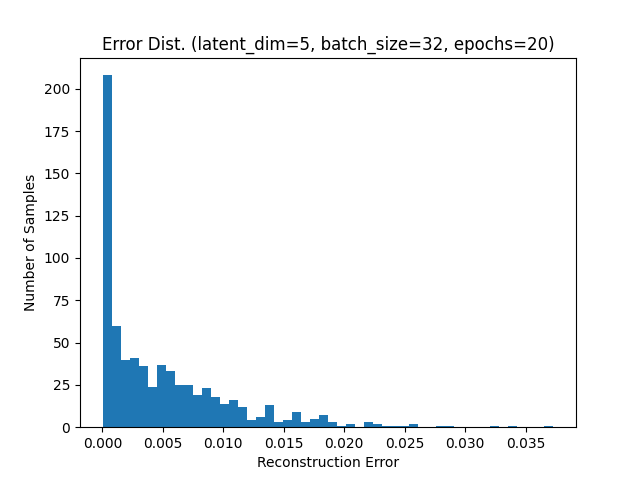 Error Dist. (latent_dim=5, batch_size=32, epochs=20)
200
175
150
125
100
75
50
25
0
Number of Samples
0.000 0.005 0.010 0.015 0.020 0.025 0.030 0.035
Reconstruction Error